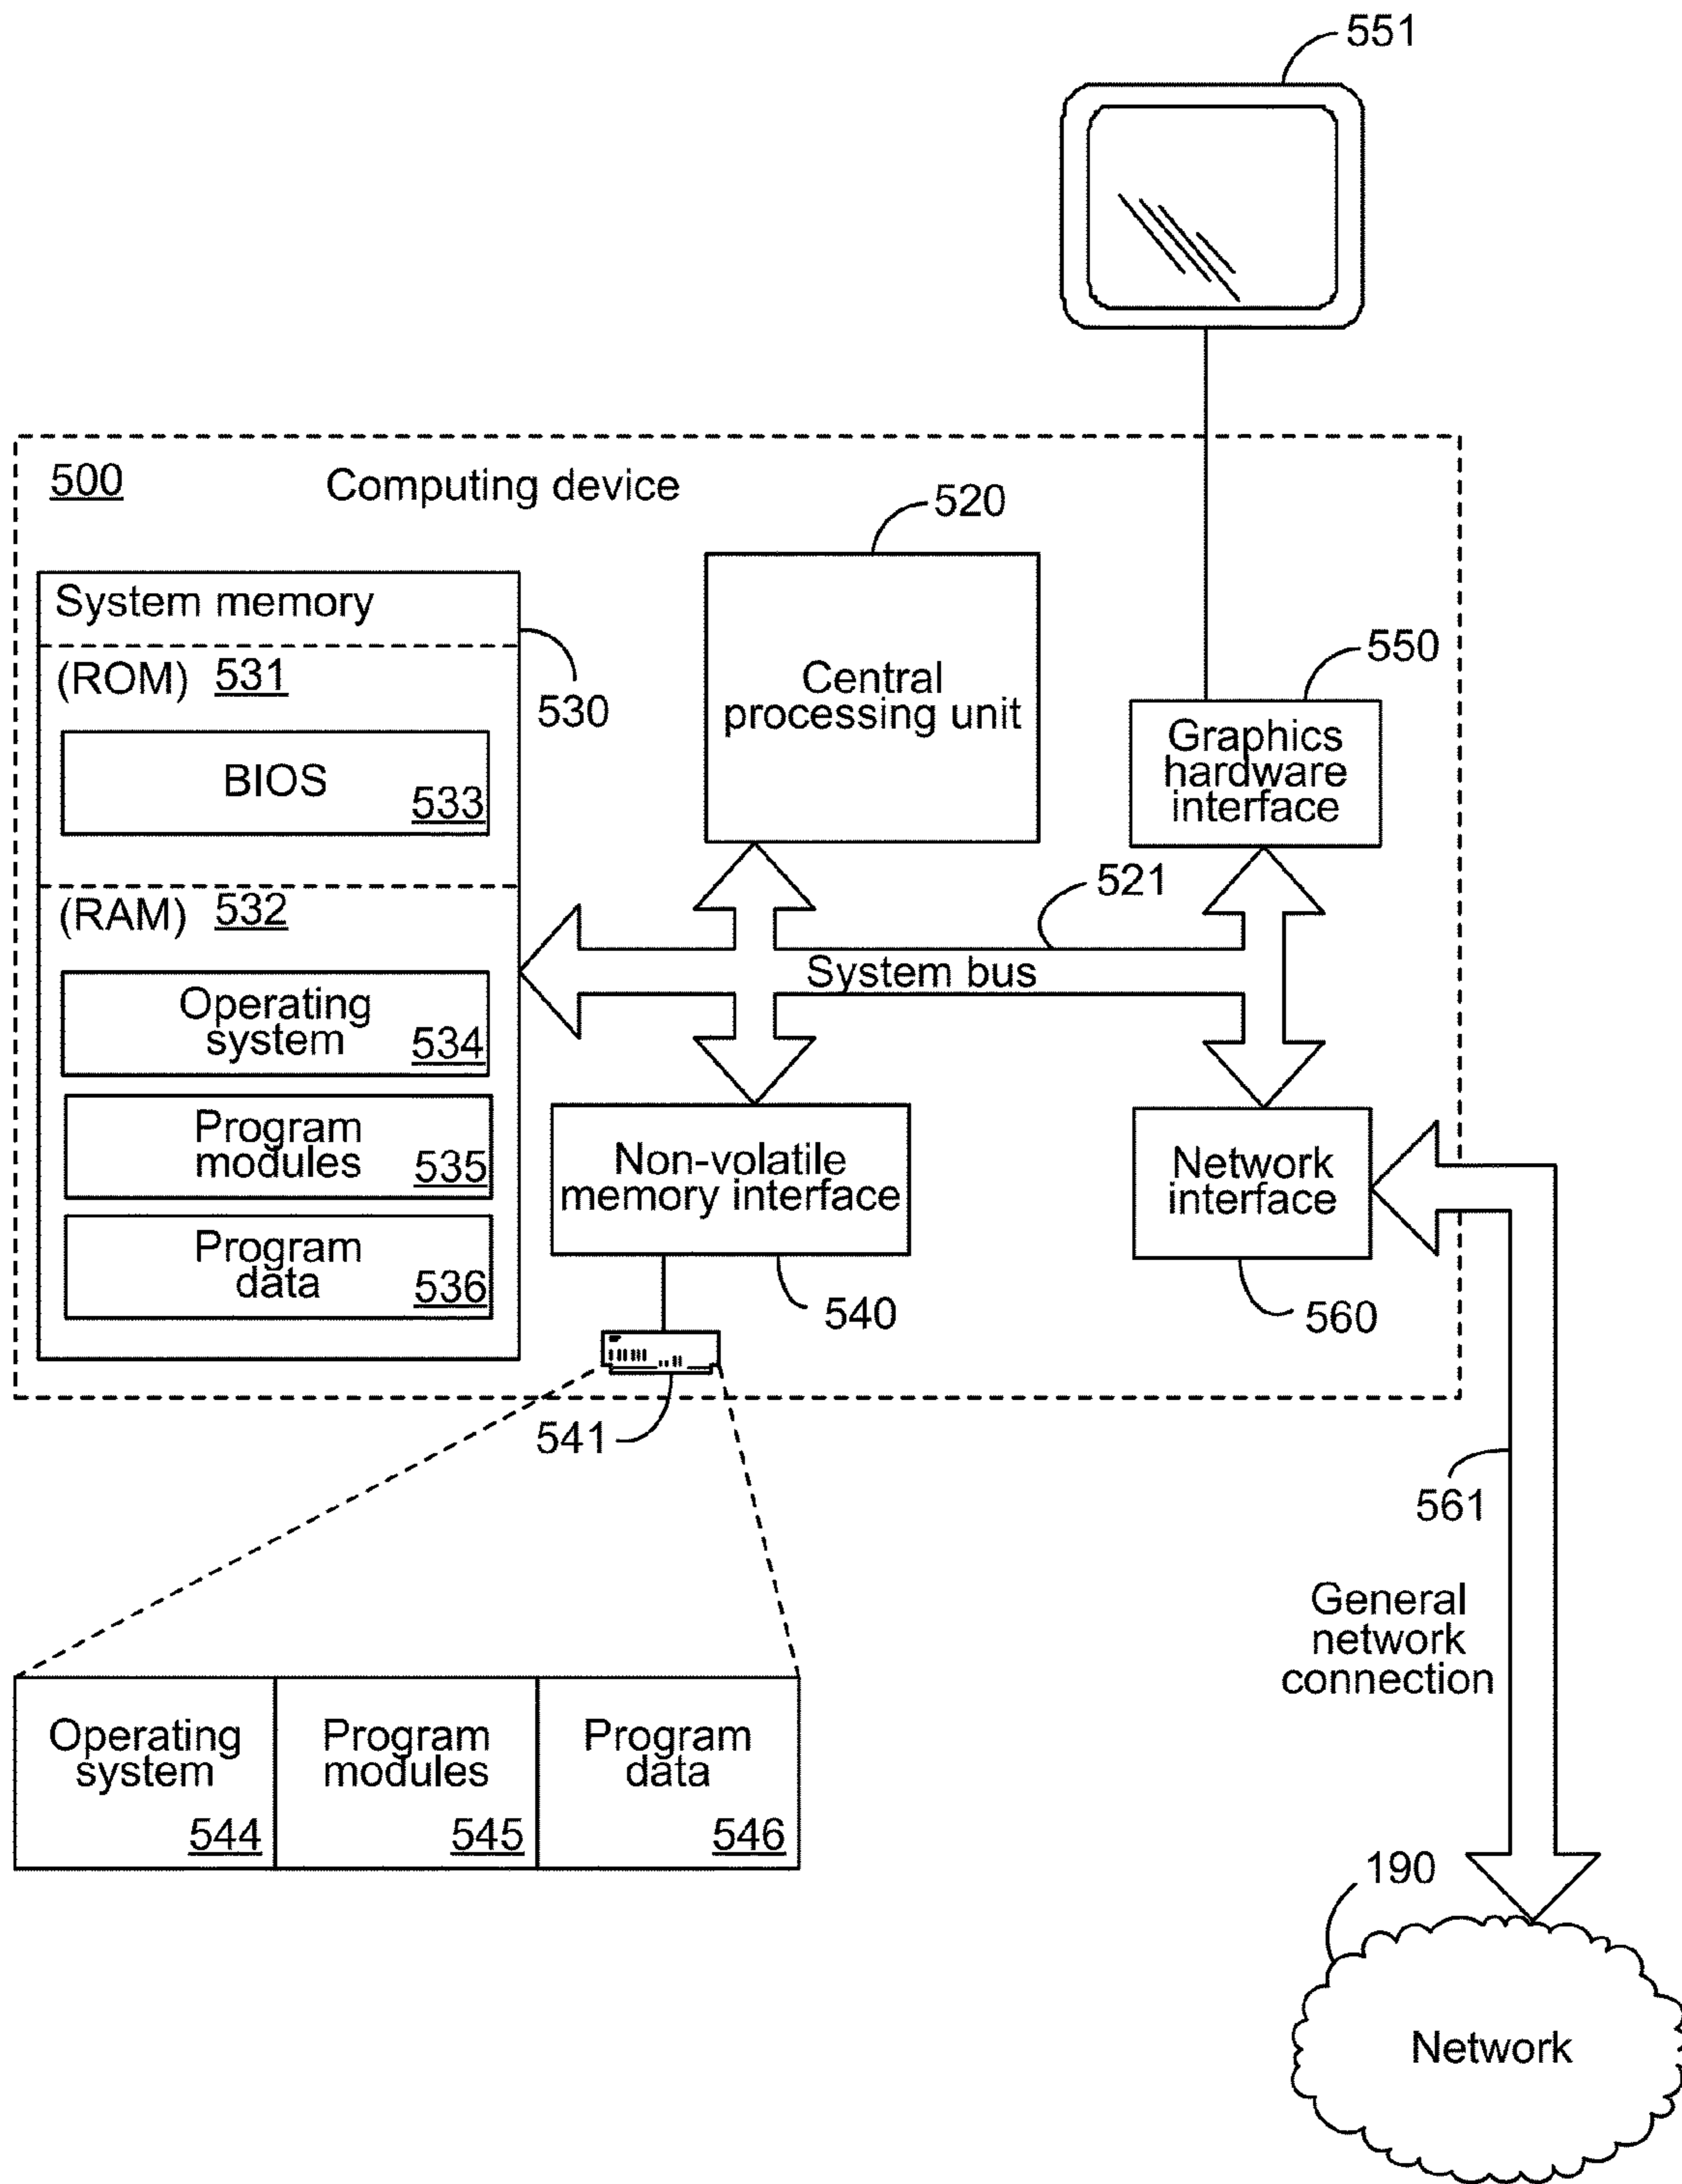 551
500
Computing device
520
System memory
(ROM) 531
530
BIOS
533
Central
processing unit
550
Graphics
hardware
interface
521
(RAM) 532
System bus
Operating
system
534
Program
modules
535
Program
data
536
Non-volatile
memory interface
540
Network
interface
560
541
561
General
network
connection
Operating
system
544
Program
modules
545
Program
data
546
190
Network